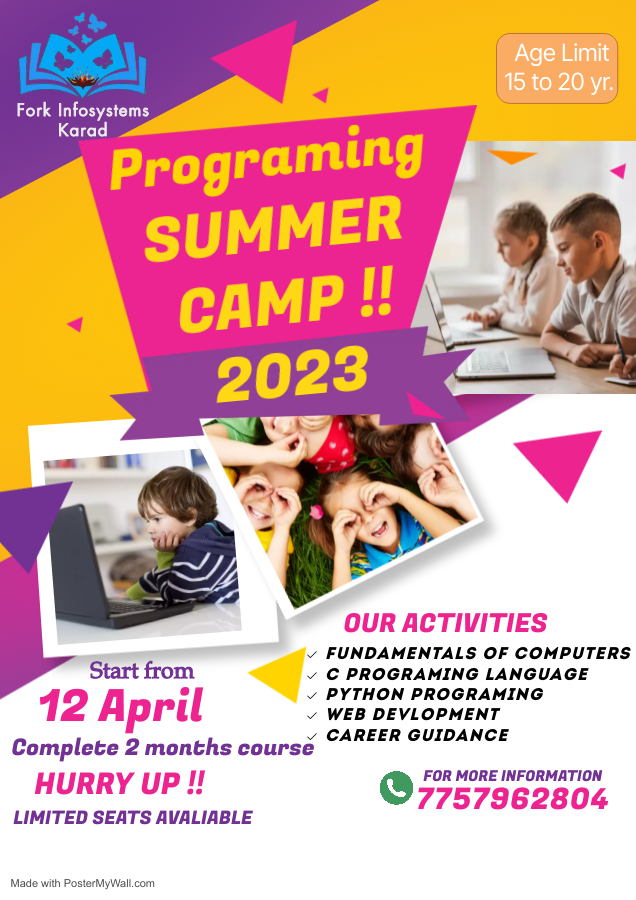 Fork Infosystems
Karad
Age Limit
15 to 20 yr.
Programing
SUMMER
CAMP !!
2023
Start from
12 April
Complete 2 months course
HURRY UP !!
LIMITED SEATS AVALIABLE
OUR ACTIVITIES
FUNDAMENTALS OF COMPUTERS
C PROGRAMING LANGUAGE
PYTHON PROGRAMING
WEB DEVLOPMENT
CAREER GUIDANCE
FOR MORE INFORMATION
7757962804
Made with PosterMyWall.com